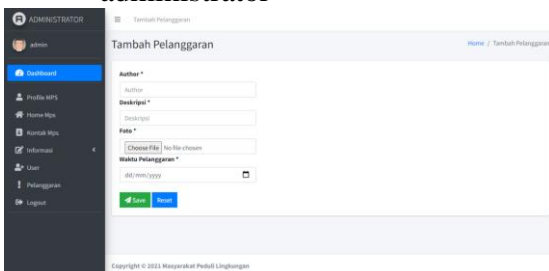 administrator
ADMINISTRATOR
Tambah Pelanggaran
admin
Tambah Pelanggaran
Home / Tambah Pelanggaran
Dashboard
Profile MPS
Home Mps
Kontak Mps
Informasi
User
Pelanggaran
Logout
Author *
Author
Deskripsi *
Deskripsi
Foto *
Choose File No file chosen
Waktu Pelanggaran *
dd/mm/yyyy
Save Reset
Copyright © 2021 Masyarakat Peduli Lingkungan